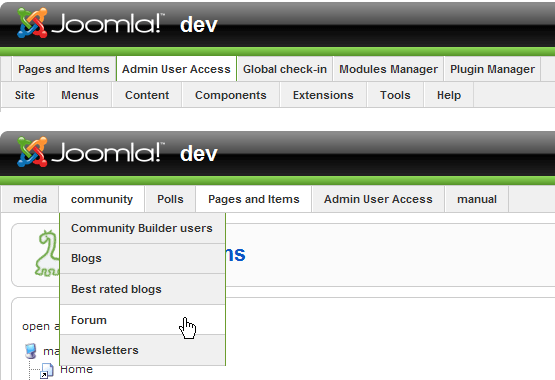 Joomla!™ dev
Pages and Items Admin User Access Global check-in Modules Manager Plugin Manager
Site Menus Content Components Extensions Tools Help
Joomla!™ dev
media community Polls Pages and Items Admin User Access manual
Community Builder users
Blogs
Best rated blogs
Forum
Newsletters
open
Home